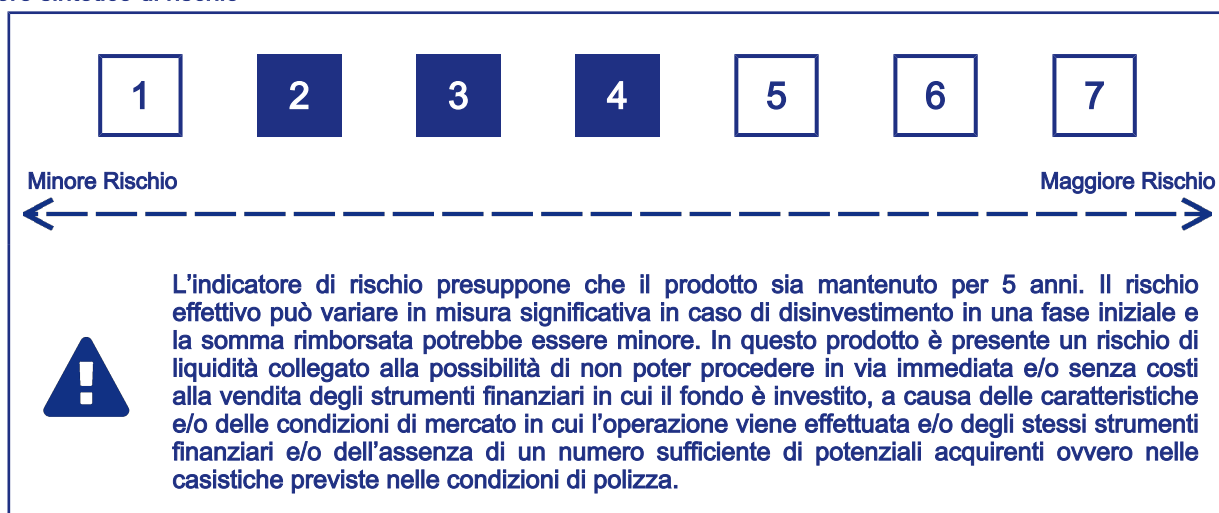 1 2 3 4 5 6 7
Minore Rischio Maggiore Rischio
L'indicatore di rischio presuppone che il prodotto sia mantenuto per 5 anni. Il rischio
effettivo può variare in misura significativa in caso di disinvestimento in una fase iniziale e
la somma rimborsata potrebbe essere minore. In questo prodotto è presente un rischio di
liquidità collegato alla possibilità di non poter procedere in via immediata e/o senza costi
alla vendita degli strumenti finanziari in cui il fondo è investito, a causa delle caratteristiche
e/o delle condizioni di mercato in cui l'operazione viene effettuata e/o degli stessi strumenti
finanziari e/o dell'assenza di un numero sufficiente di potenziali acquirenti ovvero nelle
casistiche previste nelle condizioni di polizza.